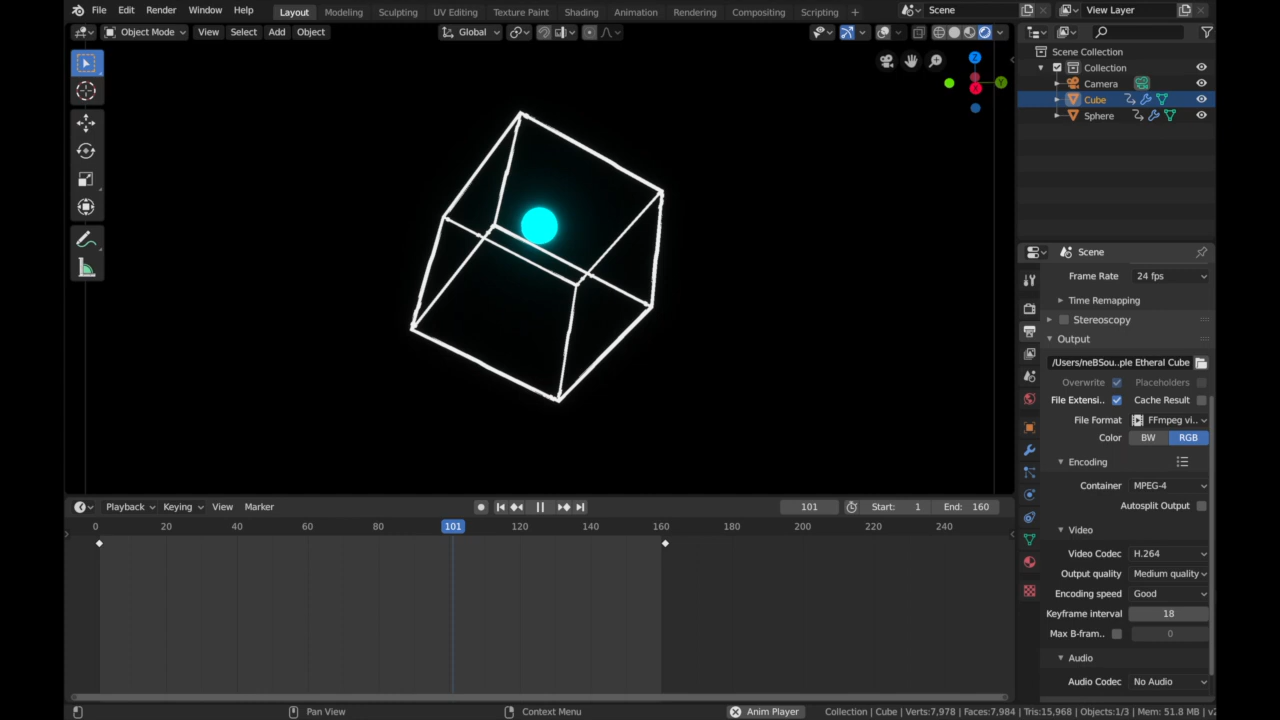 File Edit Render Window Help Layout Modeling Sculpting UV Editing Texture Paint Shading Animation Rendering Compositing Scripting + Scene View Layer
Object Mode View Select Add Object Global
Scene Collection
Collection
Camera
Cube
Sphere
Z
Y
X
Scene
Frame Rate 24 fps
Time Remapping
Stereoscopy
Output
/Users/neBSou...ple Etheral Cube
Overwrite Placeholders
File Extensi.. Cache Result
File Format FFmpeg vi..
Color BW RGB
Encoding
Container MPEG-4
Autosplit Output
Video
Video Codec H.264
Output quality Medium quality
Encoding speed Good
Keyframe interval 18
Max B-fram.. 0
Audio
Audio Codec No Audio
Playback Keying View Marker 101 Start: 1 End: 160
0 20 40 60 80 101 120 140 160 180 200 220 240
Pan View Context Menu Anim Player Collection | Cube | Verts:7,978 | Faces:7,984 | Tris:15,968 | Objects:1/3 | Mem: 51.8 MB |